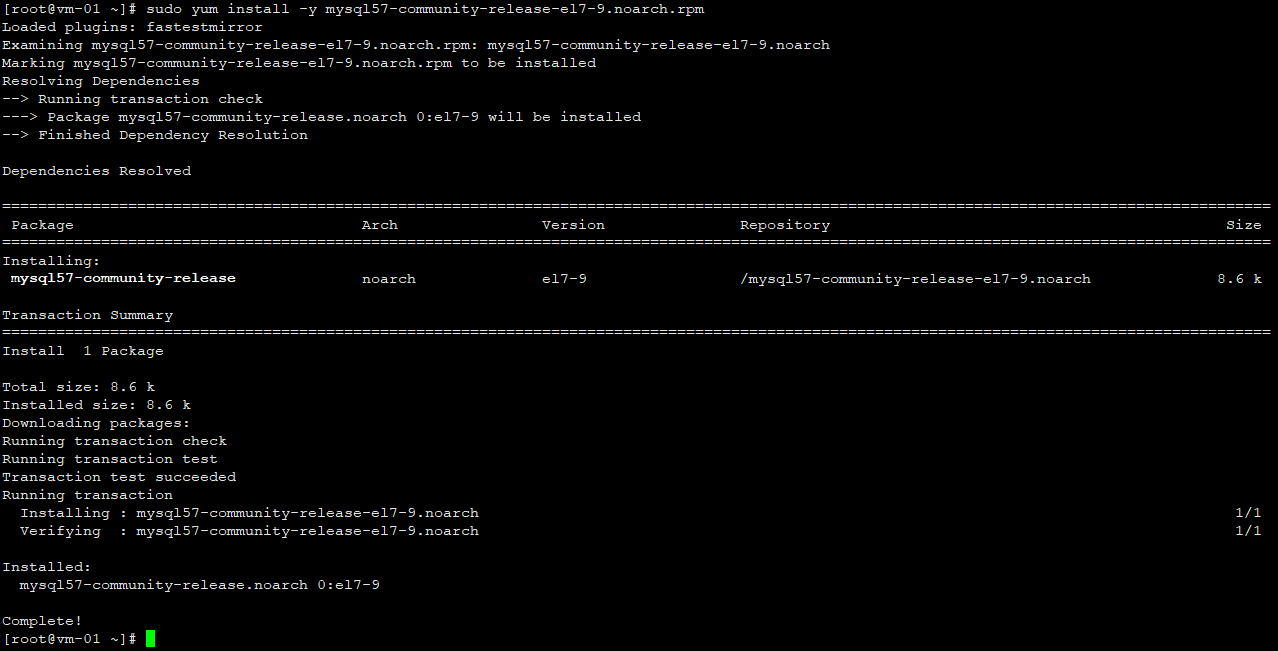 [root@vm-01 ~]# sudo yum install -y mysql57-community-release-el7-9.noarch.rpm
Loaded plugins: fastestmirror
Examining mysql57-community-release-el7-9.noarch.rpm: mysql57-community-release-el7-9.noarch
Marking mysql57-community-release-el7-9.noarch.rpm to be installed
Resolving Dependencies
--> Running transaction check
---> Package mysql57-community-release.noarch 0:el7-9 will be installed
--> Finished Dependency Resolution

Dependencies Resolved

=============================================================================================================================================
 Package                                Arch                Version               Repository                                            Size
=============================================================================================================================================
Installing:
 mysql57-community-release              noarch              el7-9                 /mysql57-community-release-el7-9.noarch              8.6 k

Transaction Summary
=============================================================================================================================================
Install  1 Package

Total size: 8.6 k
Installed size: 8.6 k
Downloading packages:
Running transaction check
Running transaction test
Transaction test succeeded
Running transaction
  Installing : mysql57-community-release-el7-9.noarch                                                                                    1/1
  Verifying  : mysql57-community-release-el7-9.noarch                                                                                    1/1

Installed:
  mysql57-community-release.noarch 0:el7-9

Complete!
[root@vm-01 ~]#